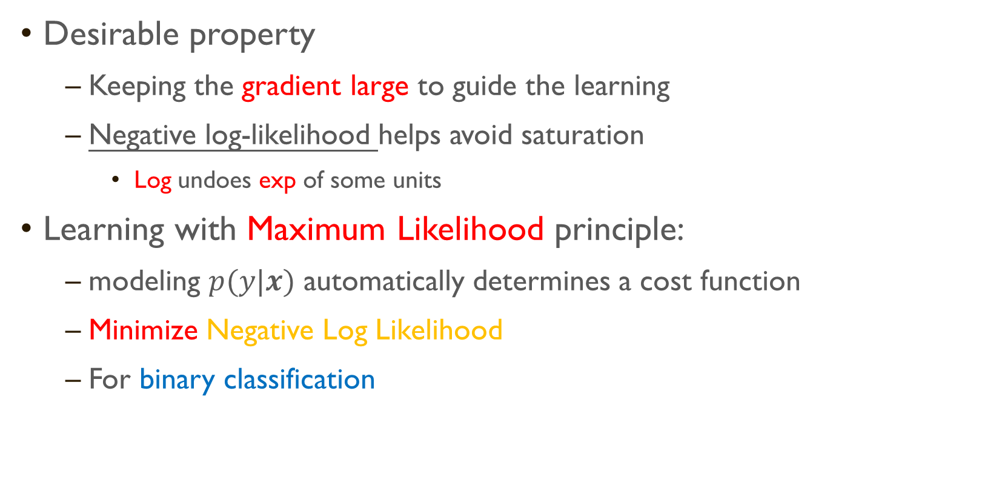 • Desirable property
– Keeping the gradient large to guide the learning
– Negative log-likelihood helps avoid saturation
• Log undoes exp of some units
• Learning with Maximum Likelihood principle:
– modeling p(y|x) automatically determines a cost function
– Minimize Negative Log Likelihood
– For binary classification